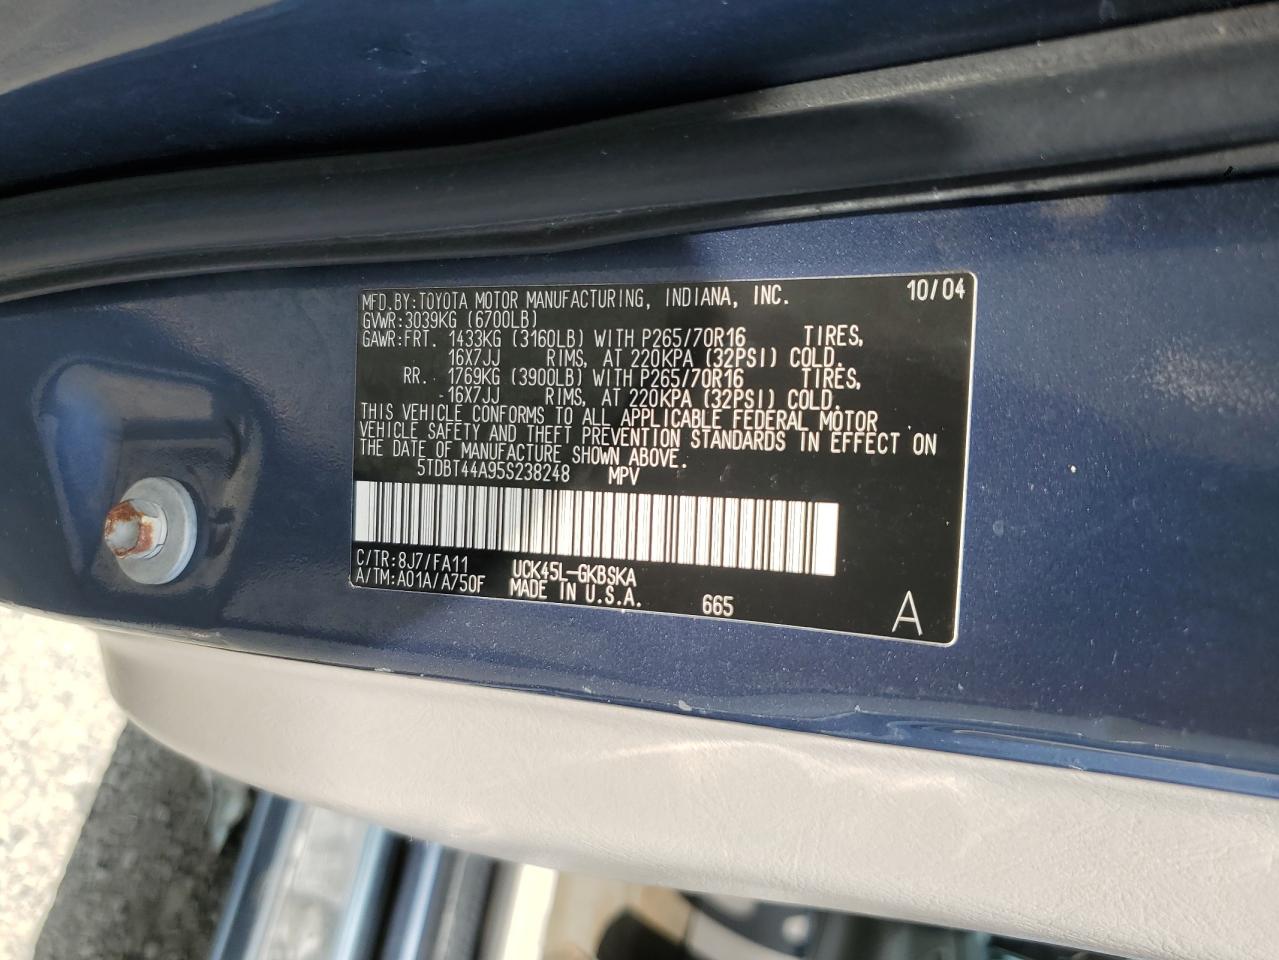 MFD.BY:TOYOTA MOTOR MANUFACTURING, INDIANA, INC. 10/04
GVWR:3039KG (6700LB)
GAWR:FRT. 1433KG (3160LB) WITH P265/70R16 TIRES,
16X7JJ RIMS, AT 220KPA (32PSI) COLD.
RR. 1769KG (3900LB) WITH P265/70R16 TIRES,
16X7JJ RIMS, AT 220KPA (32PSI) COLD.
THIS VEHICLE CONFORMS TO ALL APPLICABLE FEDERAL MOTOR
VEHICLE SAFETY AND THEFT PREVENTION STANDARDS IN EFFECT ON
THE DATE OF MANUFACTURE SHOWN ABOVE.
5TDBT44A95S238248 MPV
C/TR:8J7/FA11 UCK45L-GKBSKA
A/TM:A01A/A750F MADE IN U.S.A. 665 A